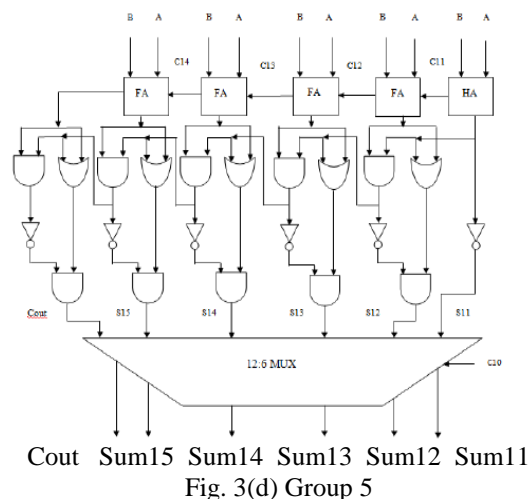 B A B A B A B A B A
C14 C13 C12 C11
FA FA FA FA HA
Cout S15 S14 S13 S12 S11
12:6 MUX
C10
Cout Sum15 Sum14 Sum13 Sum12 Sum11
Fig. 3(d) Group 5